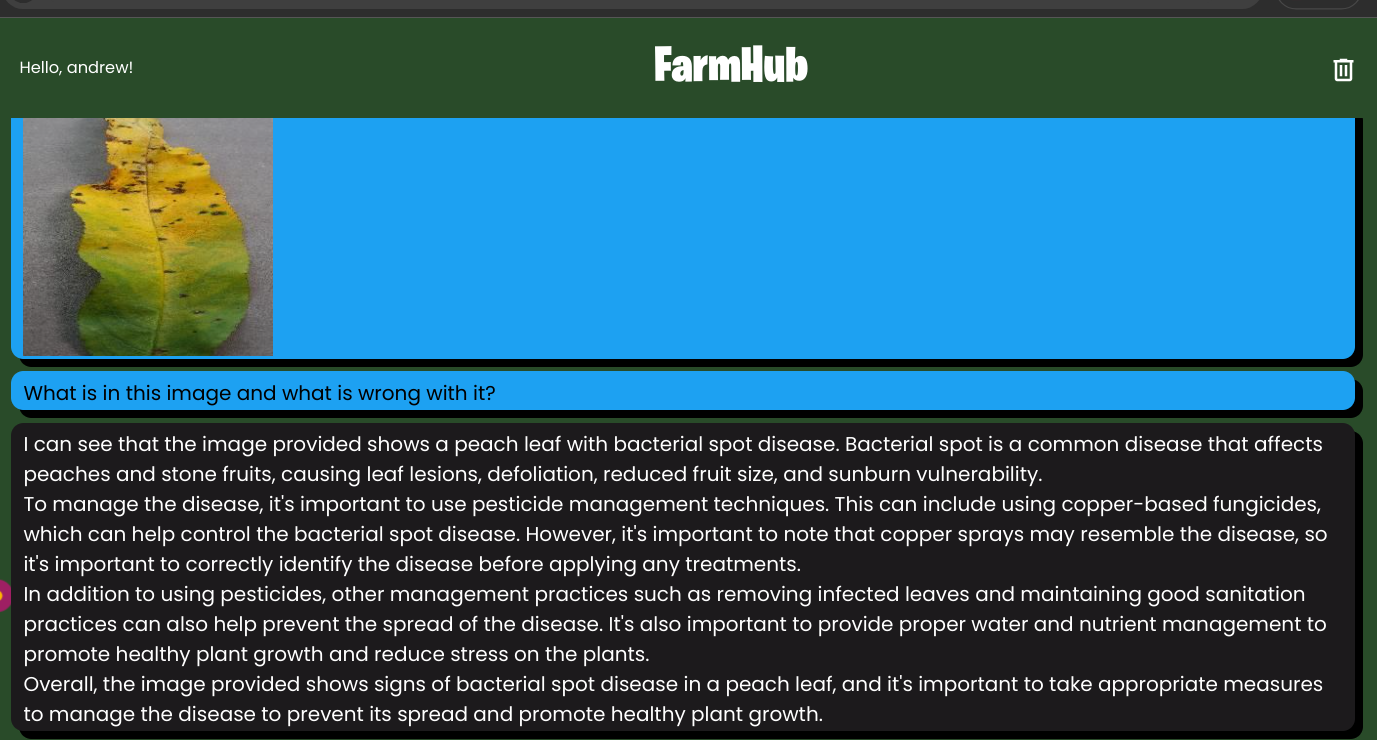 Hello, andrew!
FarmHub
What is in this image and what is wrong with it?
I can see that the image provided shows a peach leaf with bacterial spot disease. Bacterial spot is a common disease that affects
peaches and stone fruits, causing leaf lesions, defoliation, reduced fruit size, and sunburn vulnerability.
To manage the disease, it's important to use pesticide management techniques. This can include using copper-based fungicides,
which can help control the bacterial spot disease. However, it's important to note that copper sprays may resemble the disease, so
it's important to correctly identify the disease before applying any treatments.
In addition to using pesticides, other management practices such as removing infected leaves and maintaining good sanitation
practices can also help prevent the spread of the disease. It's also important to provide proper water and nutrient management to
promote healthy plant growth and reduce stress on the plants.
Overall, the image provided shows signs of bacterial spot disease in a peach leaf, and it's important to take appropriate measures
to manage the disease to prevent its spread and promote healthy plant growth.